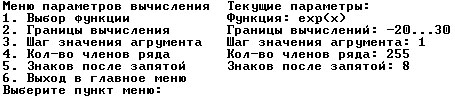 Меню параметров вычисления Текущие параметры:
1. Выбор функции Функция: exp(x)
2. Границы вычисления Границы вычислений: -20...30
3. Шаг значения агрумента Шаг значения аргумента: 1
4. Кол-во членов ряда Кол-во членов ряда: 255
5. Знаков после запятой Знаков после запятой: 8
6. Выход в главное меню
Выберите пункт меню: